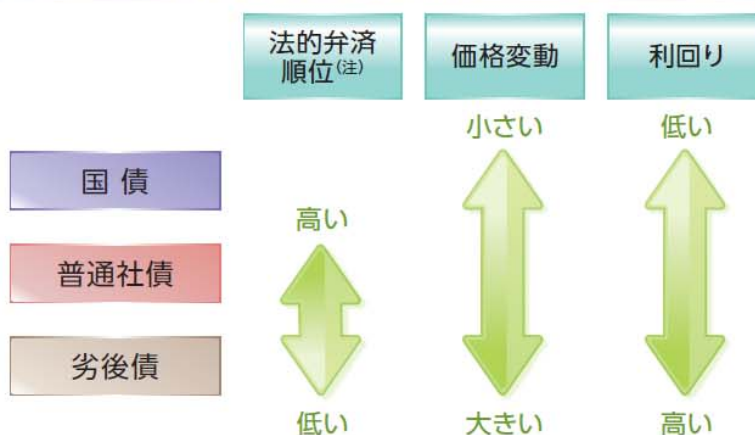 法的弁済
順位(注)
価格変動
利回り
小さい
低い
国債
高い
普通社債
劣後債
低い
大きい
高い